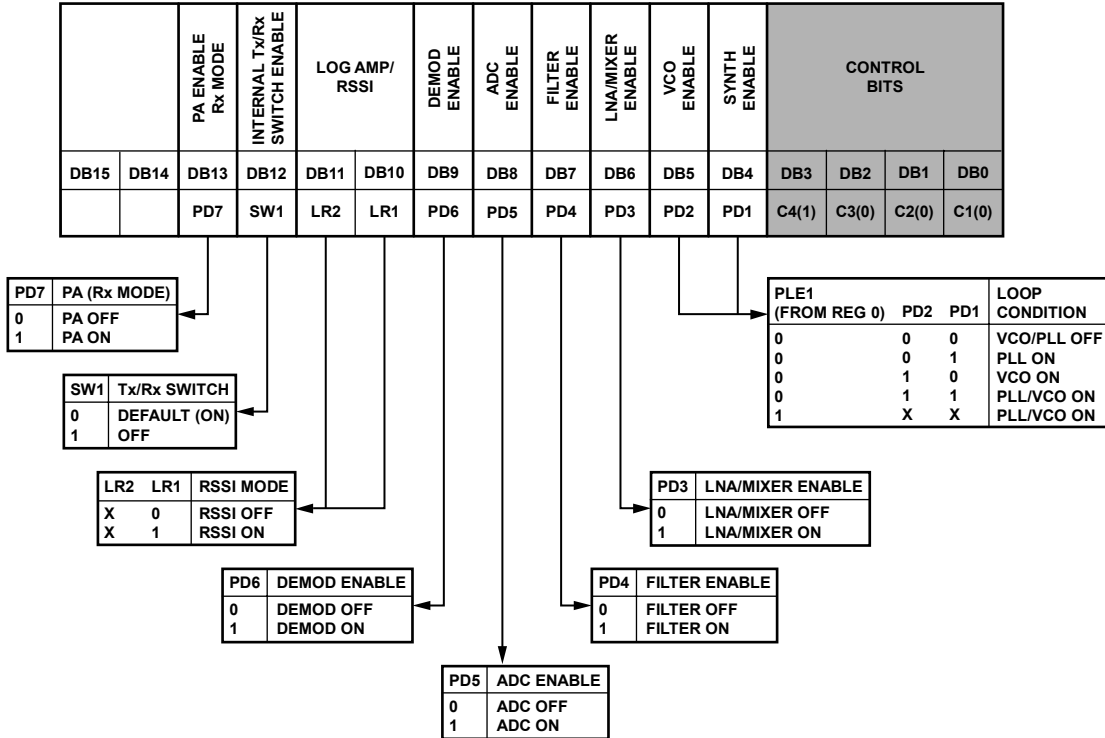 PA ENABLE
Rx MODE
INTERNAL Tx/Rx
SWITCH ENABLE
LOG AMP/
RSSI
DEMOD
ENABLE
ADC
ENABLE
FILTER
ENABLE
LNA/MIXER
ENABLE
VCO
ENABLE
SYNTH
ENABLE
CONTROL
BITS
DB15 DB14 DB13 DB12 DB11 DB10 DB9 DB8 DB7 DB6 DB5 DB4 DB3 DB2 DB1 DB0
PD7 SW1 LR2 LR1 PD6 PD5 PD4 PD3 PD2 PD1 C4(1) C3(0) C2(0) C1(0)
PD7 PA (Rx MODE)
0 PA OFF
1 PA ON
SW1 Tx/Rx SWITCH
0 DEFAULT (ON)
1 OFF
LR2 LR1 RSSI MODE
X 0 RSSI OFF
X 1 RSSI ON
PD6 DEMOD ENABLE
0 DEMOD OFF
1 DEMOD ON
PD5 ADC ENABLE
0 ADC OFF
1 ADC ON
PD4 FILTER ENABLE
0 FILTER OFF
1 FILTER ON
PD3 LNA/MIXER ENABLE
0 LNA/MIXER OFF
1 LNA/MIXER ON
PLE1 LOOP
(FROM REG 0) PD2 PD1 CONDITION
0 0 0 VCO/PLL OFF
0 0 1 PLL ON
0 1 0 VCO ON
0 1 1 PLL/VCO ON
1 X X PLL/VCO ON